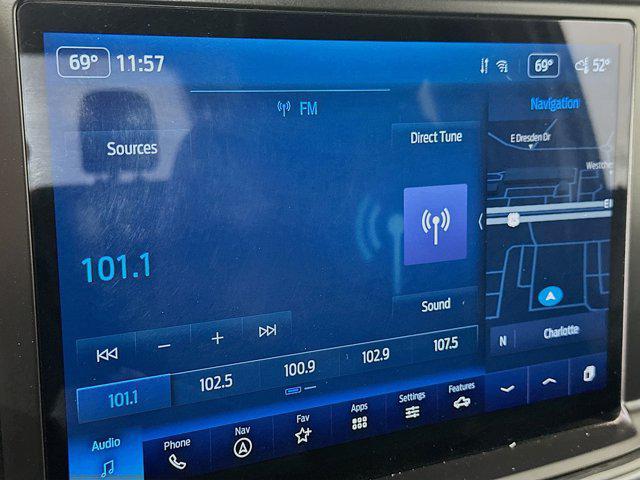 69° 11:57 69° 52°
FM Navigation
Sources Direct Tune E Dresden Dr
101.1
Sound
N Charlotte
101.1 102.5 100.9 102.9 107.5
Audio Phone Nav Fav Apps Settings Features